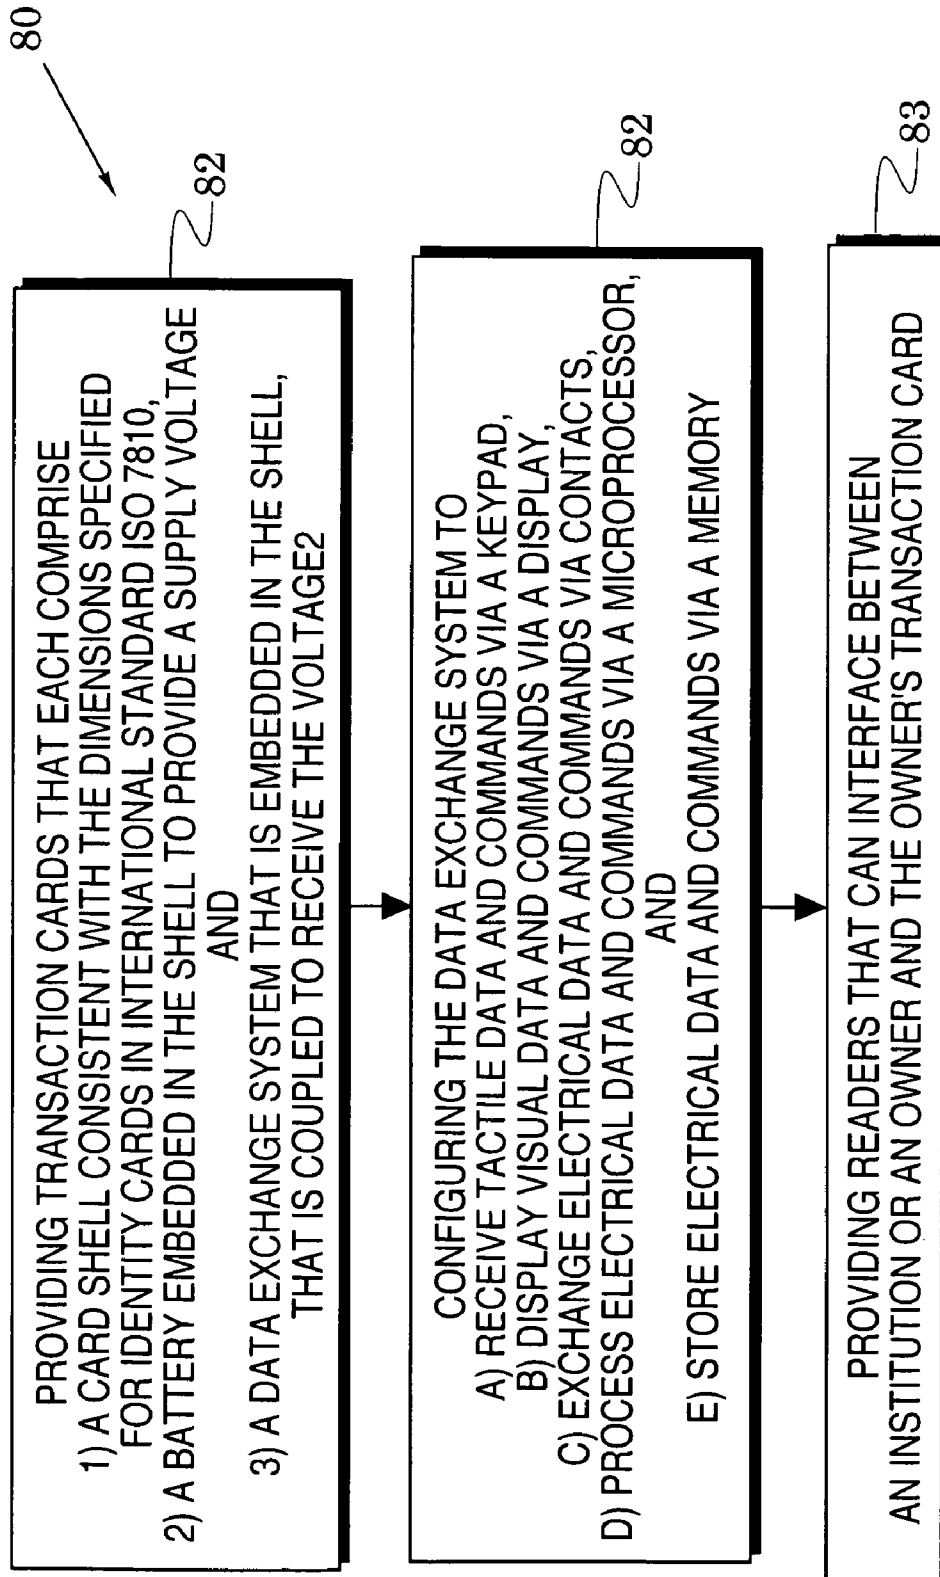 80
PROVIDING TRANSACTION CARDS THAT EACH COMPRISE
1) A CARD SHELL CONSISTENT WITH THE DIMENSIONS SPECIFIED
FOR IDENTITY CARDS IN INTERNATIONAL STANDARD ISO 7810,
2) A BATTERY EMBEDDED IN THE SHELL TO PROVIDE A SUPPLY VOLTAGE
AND
3) A DATA EXCHANGE SYSTEM THAT IS EMBEDDED IN THE SHELL,
THAT IS COUPLED TO RECEIVE THE VOLTAGE2
82
CONFIGURING THE DATA EXCHANGE SYSTEM TO
A) RECEIVE TACTILE DATA AND COMMANDS VIA A KEYPAD,
B) DISPLAY VISUAL DATA AND COMMANDS VIA A DISPLAY,
C) EXCHANGE ELECTRICAL DATA AND COMMANDS VIA CONTACTS,
D) PROCESS ELECTRICAL DATA AND COMMANDS VIA A MICROPROCESSOR,
AND
E) STORE ELECTRICAL DATA AND COMMANDS VIA A MEMORY
82
PROVIDING READERS THAT CAN INTERFACE BETWEEN
AN INSTITUTION OR AN OWNER AND THE OWNER'S TRANSACTION CARD
83